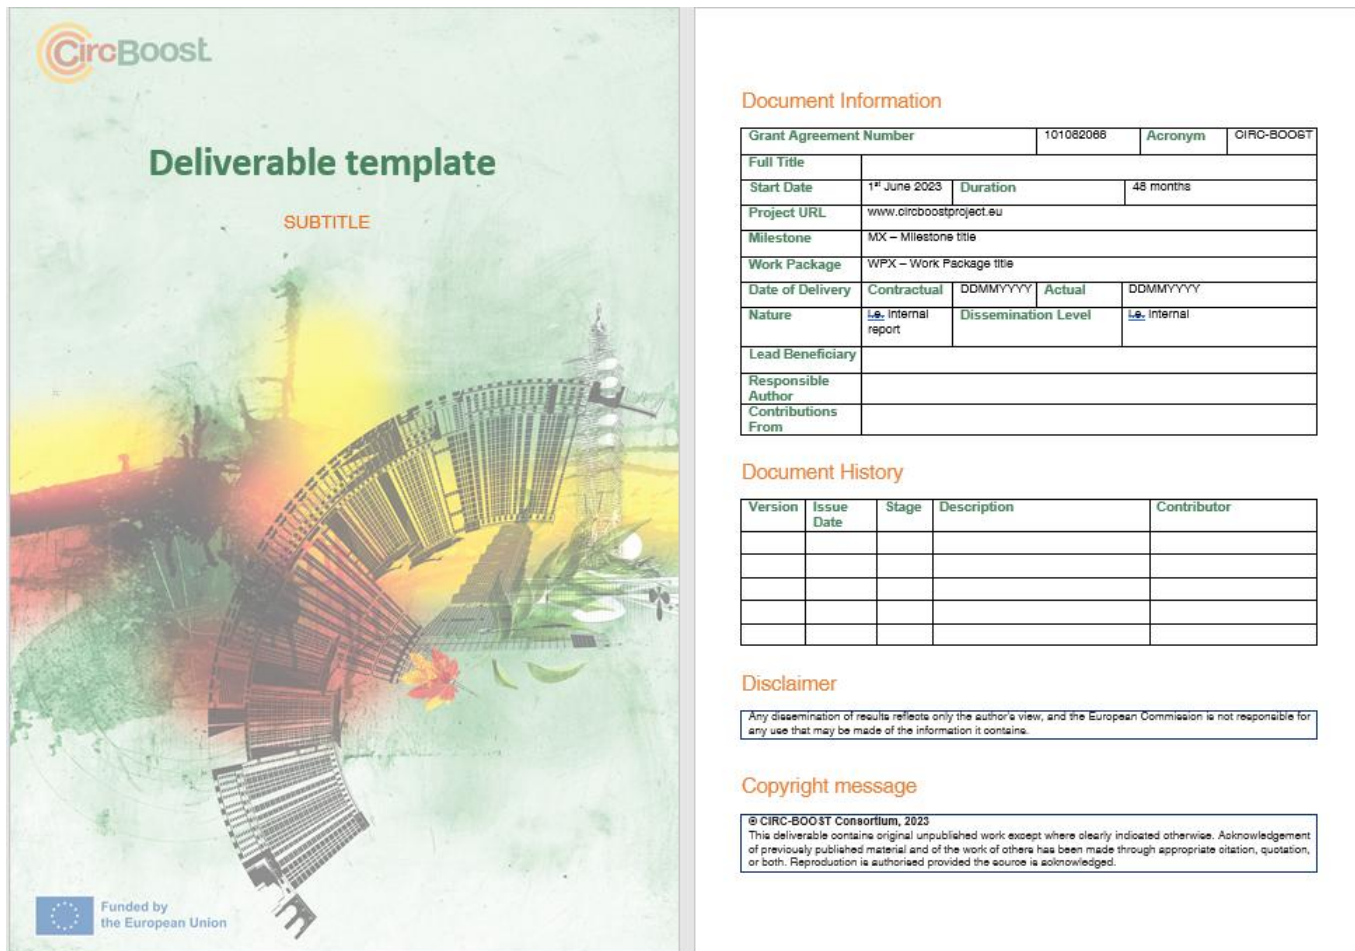 CircBoost
Deliverable template
SUBTITLE
Funded by
the European Union
Document Information
Grant Agreement Number 101082068 Acronym CIRC-BOOST
Full Title
Start Date 1st June 2023 Duration 48 months
Project URL www.circboostproject.eu
Milestone MX – Milestone title
Work Package WPX – Work Package title
Date of Delivery Contractual DDMMYYYY Actual DDMMYYYY
Nature i.e. Internal Dissemination Level i.e. Internal
report
Lead Beneficiary
Responsible
Author
Contributions
From
Document History
Version Issue Stage Description Contributor
Date
Disclaimer
Any dissemination of results reflects only the author's view, and the European Commission is not responsible for
any use that may be made of the information it contains.
Copyright message
© CIRC-BOOST Consortium, 2023
This deliverable contains original unpublished work except where clearly indicated otherwise. Acknowledgement
of previously published material and of the work of others has been made through appropriate citation, quotation,
or both. Reproduction is authorised provided the source is acknowledged.